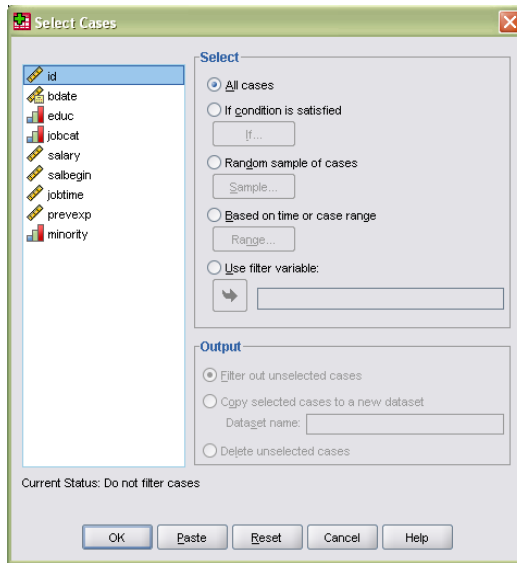 Select Cases
id
bdate
educ
jobcat
salary
salbegin
jobtime
prevexp
minority
Select
All cases
If condition is satisfied
If...
Random sample of cases
Sample...
Based on time or case range
Range...
Use filter variable:
Output
Filter out unselected cases
Copy selected cases to a new dataset
Dataset name:
Delete unselected cases
Current Status: Do not filter cases
OK Paste Reset Cancel Help